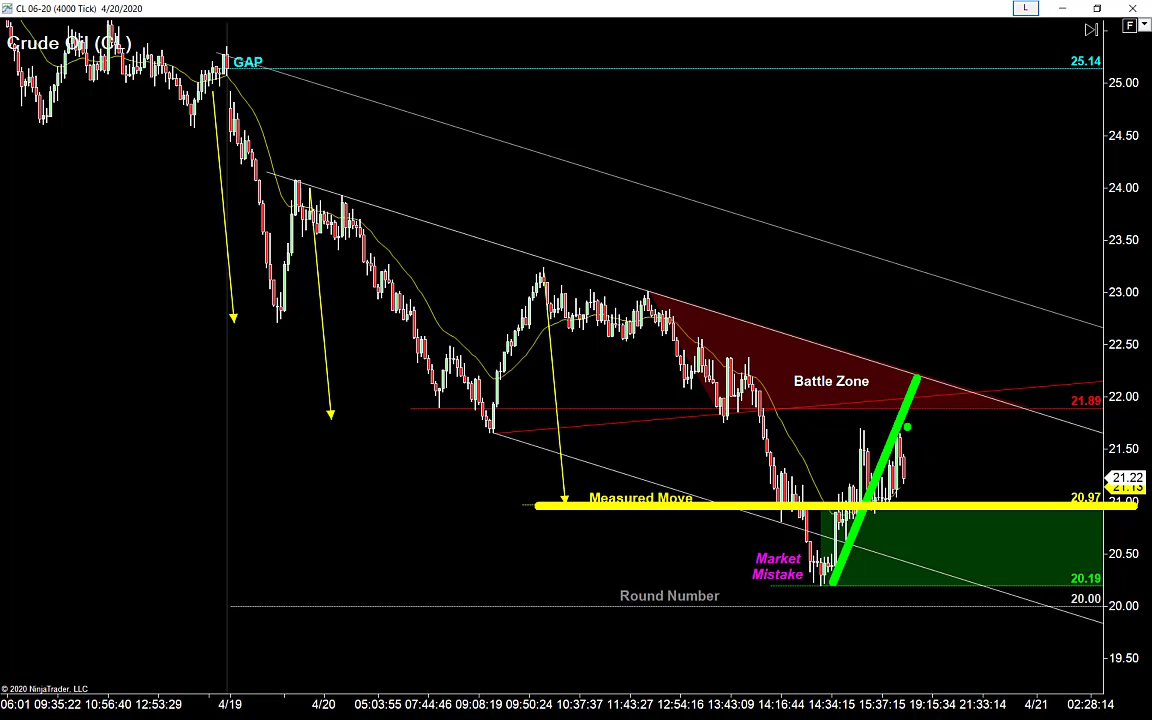 CL 06-20 (4000 Tick) 4/20/2020
L
F
Crude Oil (CL)
GAP
25.14
25.00
24.50
24.00
23.50
23.00
22.50
Battle Zone
22.00
21.89
21.50
21.22
21.13
21.00
Measured Move
20.97
Market
Mistake
20.50
20.19
Round Number
20.00
20.00
19.50
© 2020 NinjaTrader, LLC
06:01 09:35:22 10:56:40 12:53:29 4/19 4/20 05:03:55 07:44:46 09:08:19 09:50:24 10:37:37 11:43:27 12:54:16 13:43:09 14:16:44 14:34:15 15:37:15 19:15:34 21:33:14 4/21 02:28:14